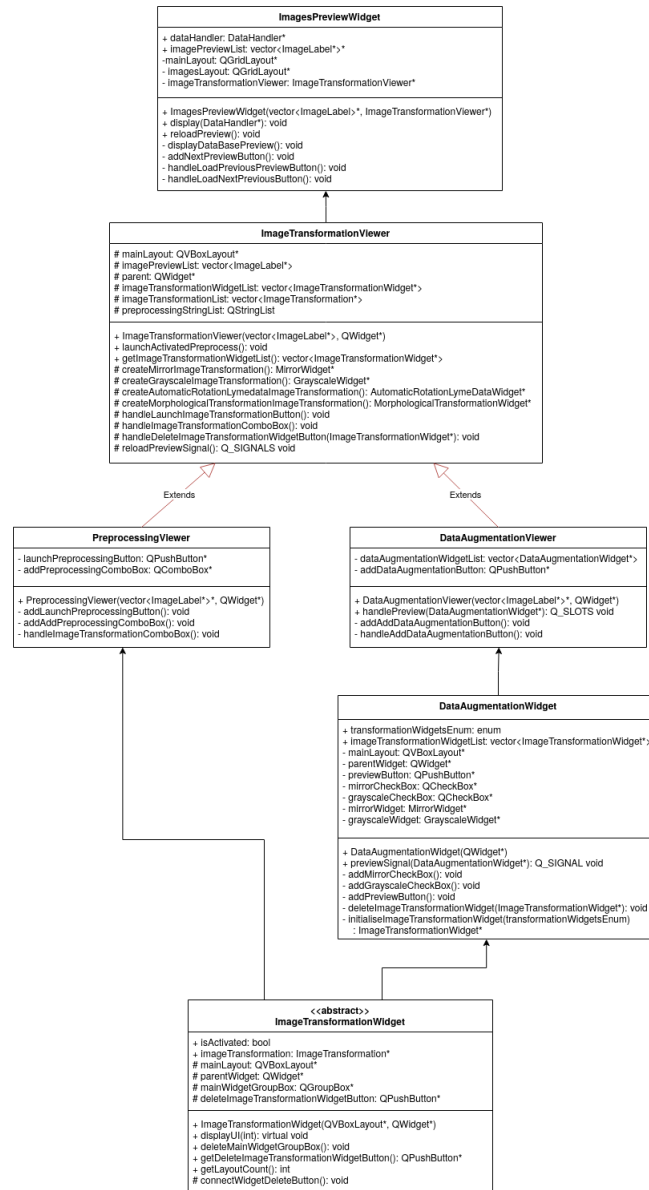 ImagesPreviewWidget
+ dataHandler: DataHandler*
+ imagePreviewList: vector<ImageLabel*>*
-mainLayout: QGridLayout*
- imagesLayout: QGridLayout*
- imageTransformationViewer: ImageTransformationViewer*
+ ImagesPreviewWidget(vector<ImageLabel>*, ImageTransformationViewer*)
+ display(DataHandler*): void
+ reloadPreview(): void
- displayDataBasePreview(): void
- addNextPreviewButton(): void
- handleLoadPreviousPreviewButton(): void
- handleLoadNextPreviousButton(): void
ImageTransformationViewer
# mainLayout: QVBoxLayout*
# imagePreviewList: vector<ImageLabel*>
# parent: QWidget*
# imageTransformationWidgetList: vector<ImageTransformationWidget*>
# imageTransformationList: vector<ImageTransformation*>
# preprocessingStringList: QStringList
+ ImageTransformationViewer(vector<ImageLabel*>, QWidget*)
+ launchActivatedPreprocess(): void
+ getImageTransformationWidgetList(): vector<ImageTransformationWidget*>
# createMirrorImageTransformation(): MirrorWidget*
# createGrayscaleImageTransformation(): GrayscaleWidget*
# createAutomaticRotationLymedataImageTransformation(): AutomaticRotationLymeDataWidget*
# createMorphologicalTransformationImageTransformation(): MorphologicalTransformationWidget*
# handleLaunchImageTransformationButton(): void
# handleImageTransformationComboBox(): void
# handleDeleteImageTransformationWidgetButton(ImageTransformationWidget*): void
# reloadPreviewSignal(): Q_SIGNALS void
Extends
Extends
PreprocessingViewer
- launchPreprocessingButton: QPushButton*
- addPreprocessingComboBox: QComboBox*
+ PreprocessingViewer(vector<ImageLabel*>*, QWidget*)
- addLaunchPreprocessingButton(): void
- addAddPreprocessingComboBox(): void
- handleImageTransformationComboBox(): void
DataAugmentationViewer
- dataAugmentationWidgetList: vector<DataAugmentationWidget*>
- addDataAugmentationButton: QPushButton*
+ DataAugmentationViewer(vector<ImageLabel*>*, QWidget*)
+ handlePreview(DataAugmentationWidget*): Q_SLOTS void
- addAddDataAugmentationButton(): void
- handleAddDataAugmentationButton(): void
DataAugmentationWidget
+ transformationWidgetsEnum: enum
+ imageTransformationWidgetList: vector<ImageTransformationWidget*>
- mainLayout: QVBoxLayout*
- parentWidget: QWidget*
- previewButton: QPushButton*
- mirrorCheckBox: QCheckBox*
- grayscaleCheckBox: QCheckBox*
- mirrorWidget: MirrorWidget*
- grayscaleWidget: GrayscaleWidget*
+ DataAugmentationWidget(QWidget*)
+ previewSignal(DataAugmentationWidget*): Q_SIGNAL void
- addMirrorCheckBox(): void
- addGrayscaleCheckBox(): void
- addPreviewButton(): void
- deleteImageTransformationWidget(ImageTransformationWidget*): void
- initialiseImageTransformationWidget(transformationWidgetsEnum)
: ImageTransformationWidget*
<<abstract>>
ImageTransformationWidget
+ isActivated: bool
+ imageTransformation: ImageTransformation*
# mainLayout: QVBoxLayout*
# parentWidget: QWidget*
# mainWidgetGroupBox: QGroupBox*
# deleteImageTransformationWidgetButton: QPushButton*
+ ImageTransformationWidget(QVBoxLayout*, QWidget*)
+ displayUI(int): virtual void
+ deleteMainWidgetGroupBox(): void
+ getDeleteImageTransformationWidgetButton(): QPushButton*
+ getLayoutCount(): int
# connectWidgetDeleteButton(): void